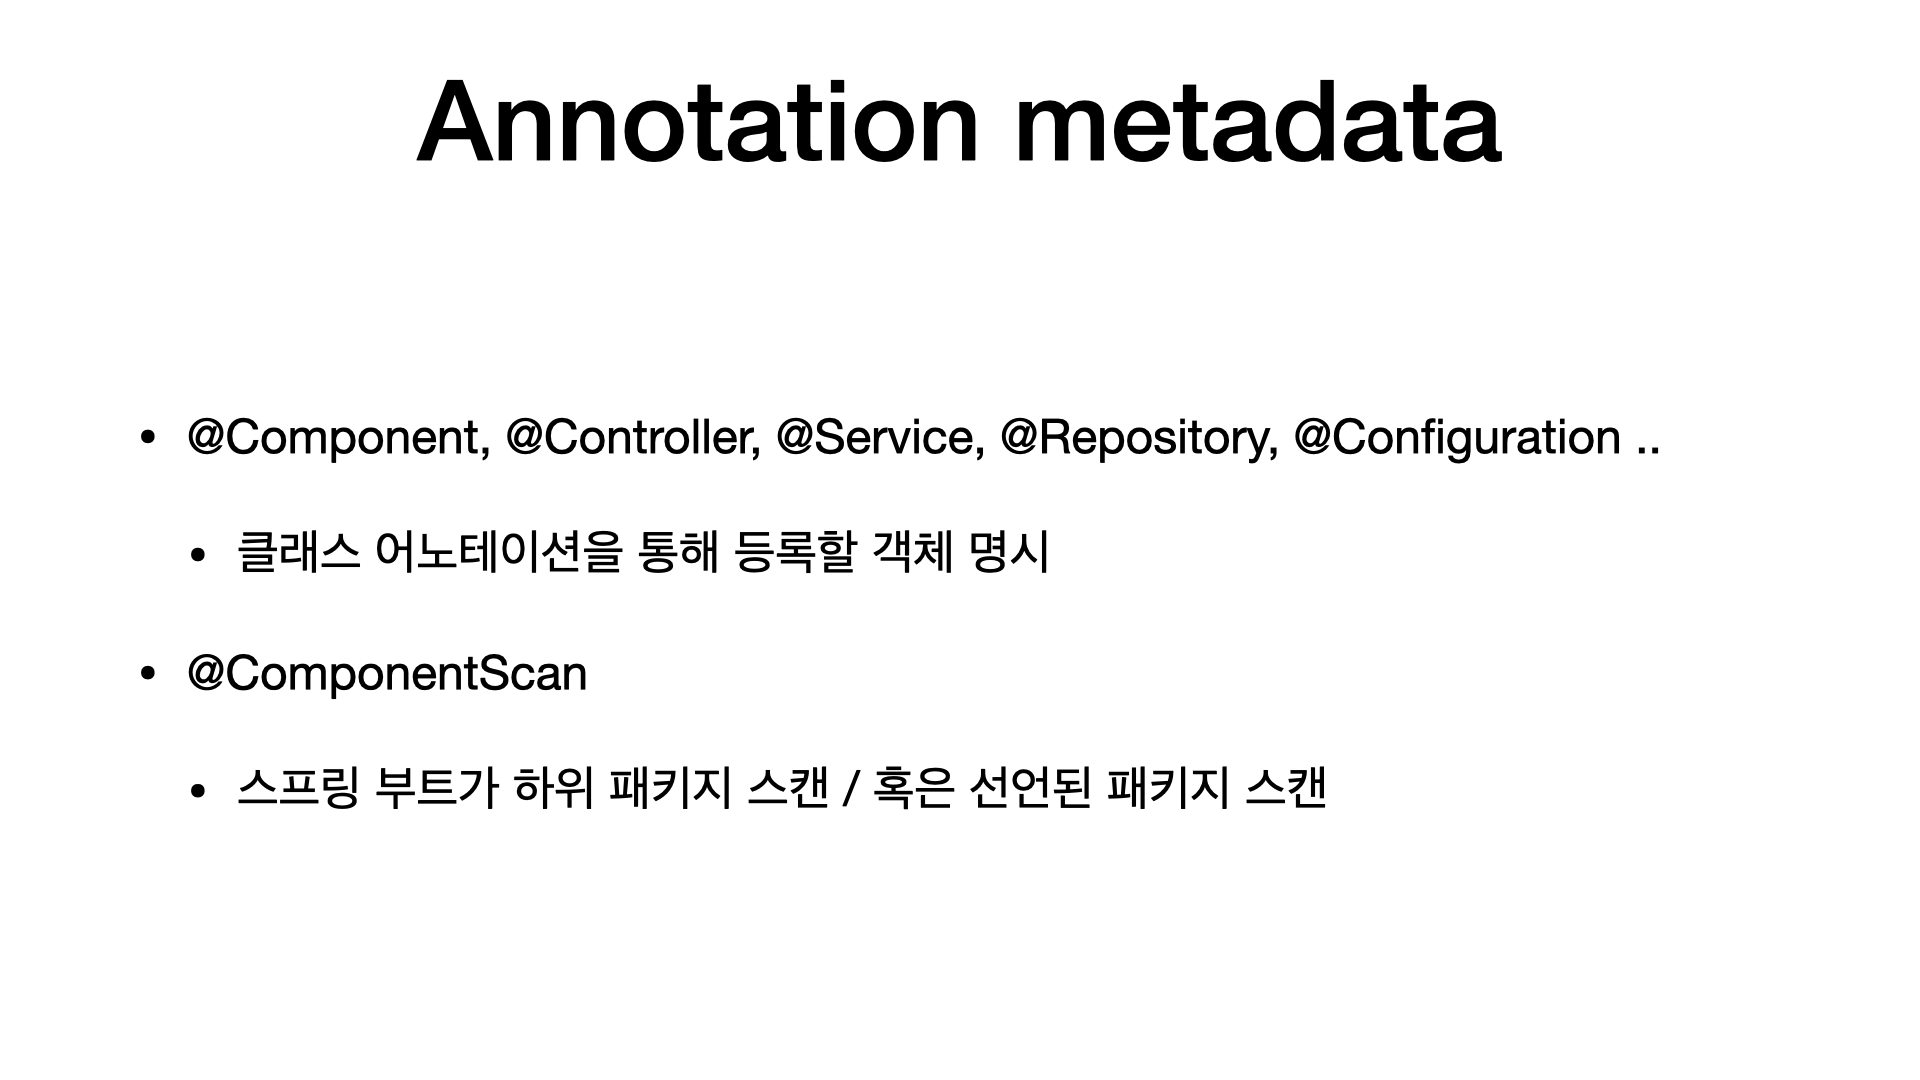 Annotation metadata
• @Component, @Controller, @Service, @Repository, @Configuration ..
• 클래스 어노테이션을 통해 등록할 객체 명시
• @ComponentScan
• 스프링 부트가 하위 패키지 스캔 / 혹은 선언된 패키지 스캔